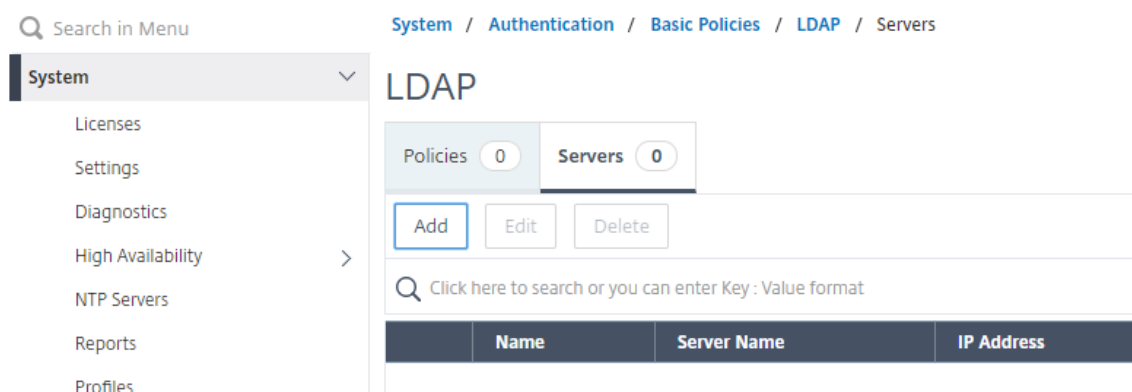 Search in Menu
System
Licenses
Settings
Diagnostics
High Availability
NTP Servers
Reports
Profiles
System / Authentication / Basic Policies / LDAP / Servers
LDAP
Policies 0 Servers 0
Add Edit Delete
Click here to search or you can enter Key : Value format
Name Server Name IP Address